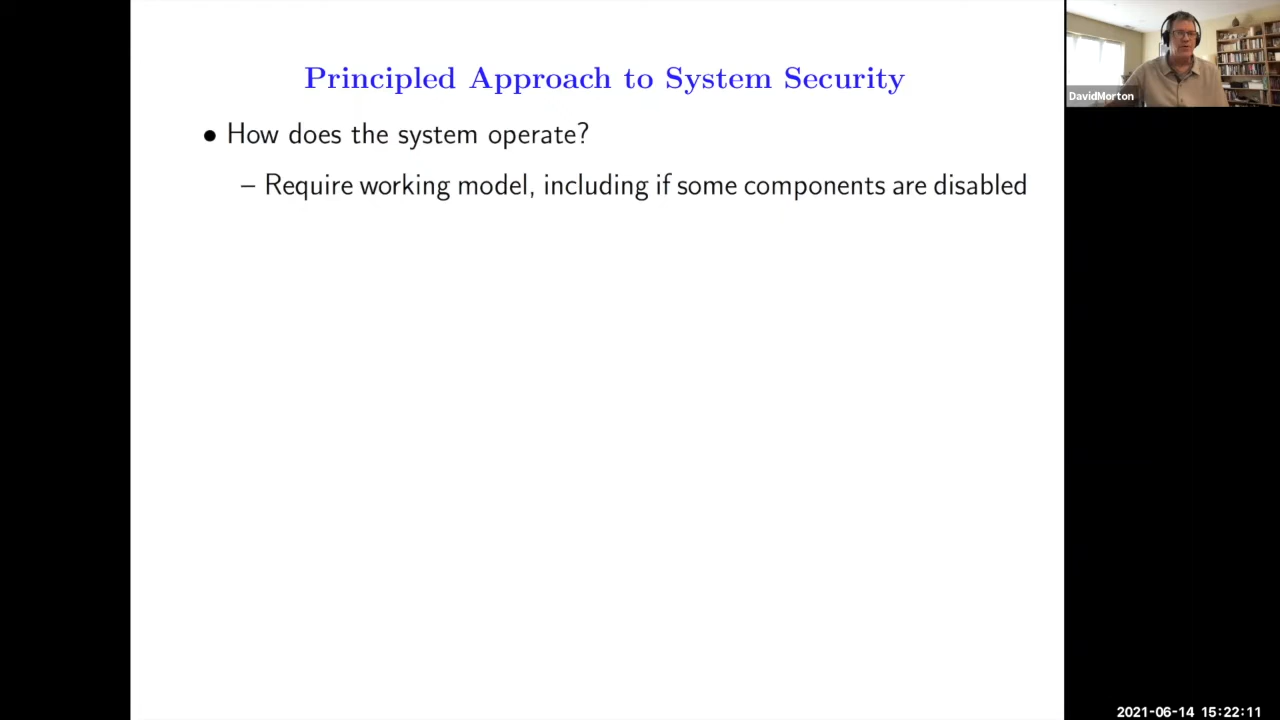 Principled Approach to System Security
• How does the system operate?
– Require working model, including if some components are disabled
DavidMorton
2021-06-14 15:22:11